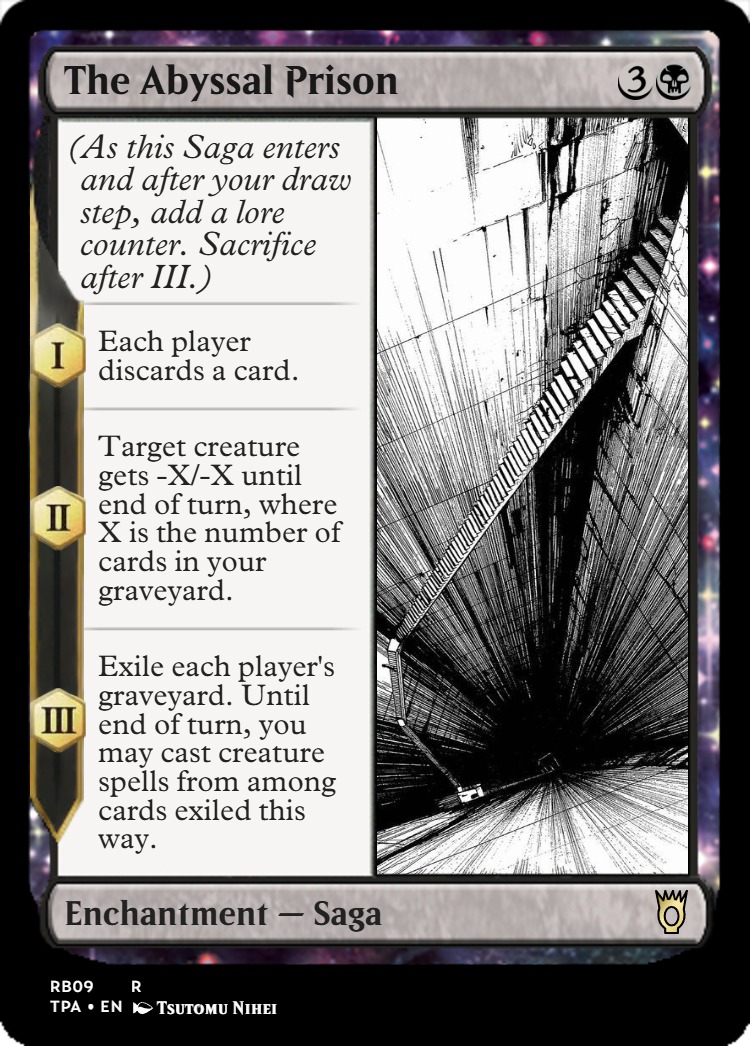 The Abyssal Prison 3
(As this Saga enters
and after your draw
step, add a lore
counter. Sacrifice
after III.)
I
Each player
discards a card.
II
Target creature
gets -X/-X until
end of turn, where
X is the number of
cards in your
graveyard.
III
Exile each player's
graveyard. Until
end of turn, you
may cast creature
spells from among
cards exiled this
way.
Enchantment — Saga
RB09 R
TPA • EN Tsutomu Nihei